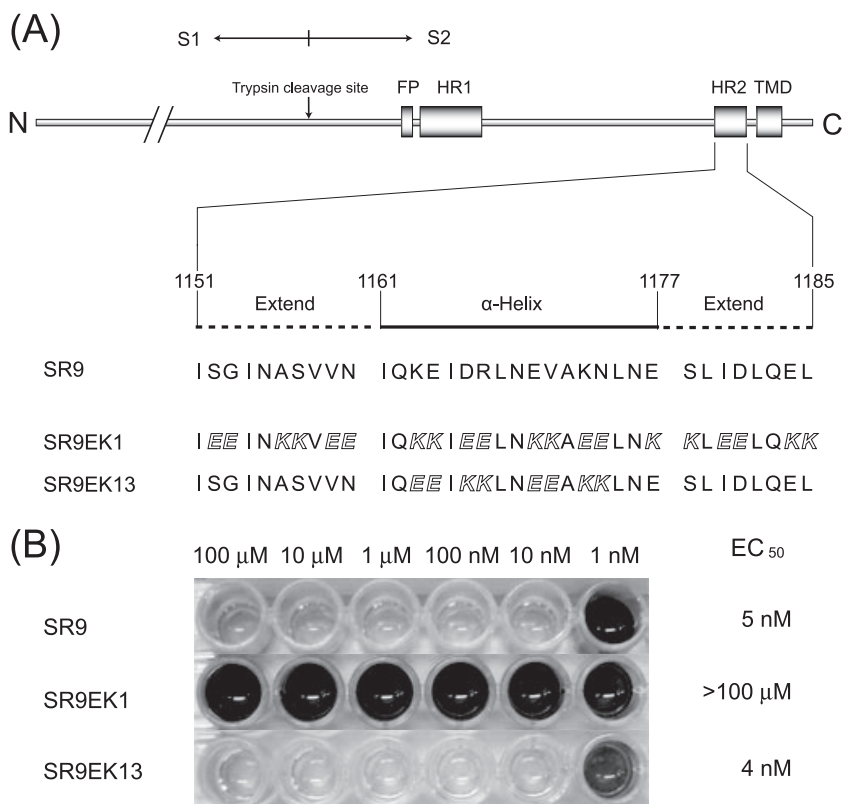 (A)
S1 S2
Trypsin cleavage site FP HR1 HR2 TMD
N C
1151 1161 1177 1185
Extend α-Helix Extend
SR9 ISGINASVVN IQKEIDRLNEVAKNLNE SLIDLQEL
SR9EK1 IEEINKKVEE IQKKIEELNKKAEELNK KLEELQKK
SR9EK13 ISGINASVVN IQEEIKKLNEEAKKLNE SLIDLQEL
(B)
100 μM 10 μM 1 μM 100 nM 10 nM 1 nM EC50
SR9 5 nM
SR9EK1 >100 μM
SR9EK13 4 nM